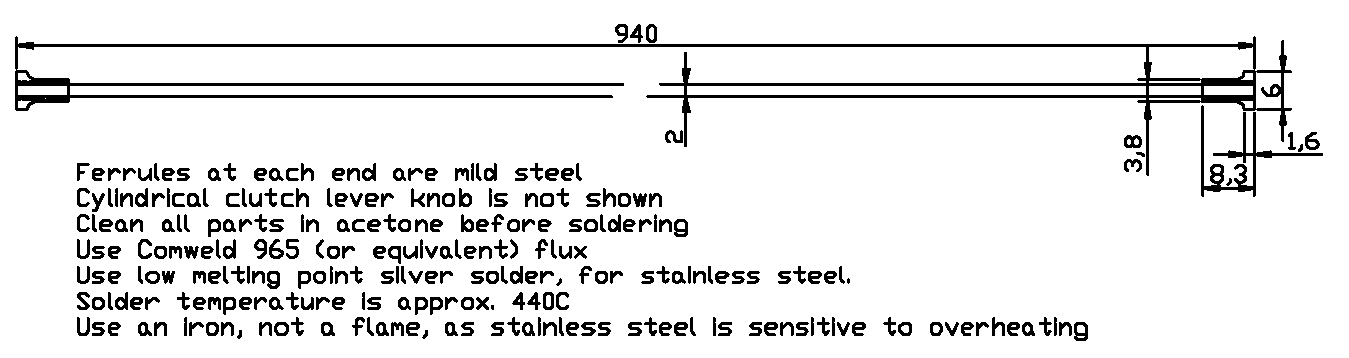 940
2
3,8
6
1,6
8,3
Ferrules at each end are mild steel
Cylindrical clutch lever knob is not shown
Clean all parts in acetone before soldering
Use Comweld 965 (or equivalent) flux
Use low melting point silver solder, for stainless steel.
Solder temperature is approx. 440C
Use an iron, not a flame, as stainless steel is sensitive to overheating